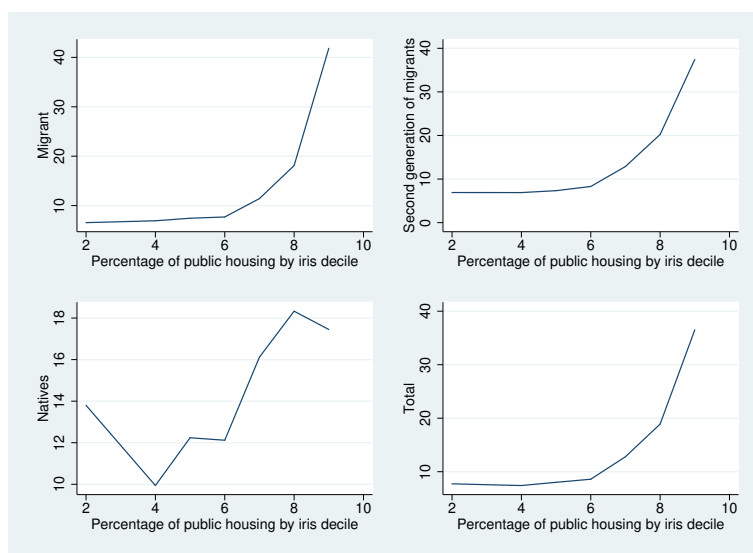 Migrant
40
30
20
10
2 4 6 8 10
Percentage of public housing by iris decile
Second generation of migrants
40
30
20
10
0
2 4 6 8 10
Percentage of public housing by iris decile
Natives
18
16
14
12
10
2 4 6 8 10
Percentage of public housing by iris decile
Total
40
30
20
10
2 4 6 8 10
Percentage of public housing by iris decile